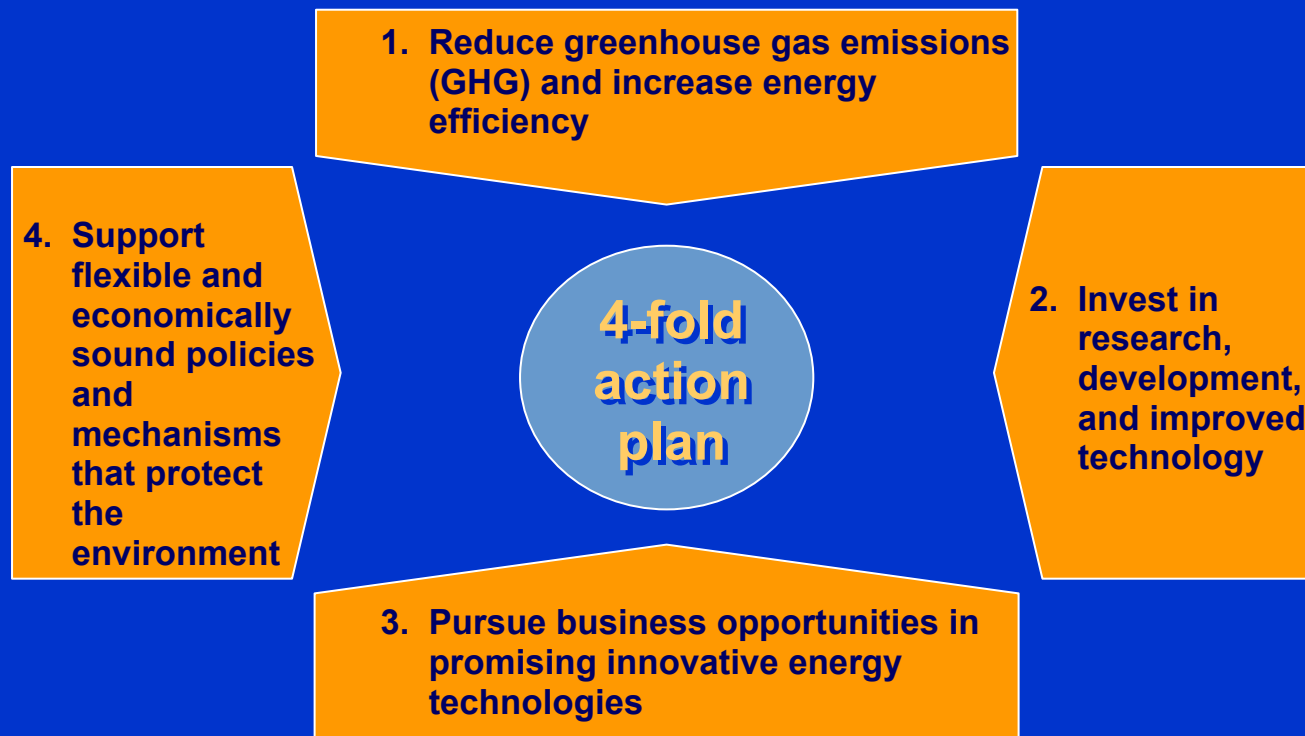 1. Reduce greenhouse gas emissions
(GHG) and increase energy
efficiency
4. Support
flexible and
economically
sound policies
and
mechanisms
that protect
the
environment
4-fold
action
plan
2. Invest in
research,
development,
and improved
technology
3. Pursue business opportunities in
promising innovative energy
technologies